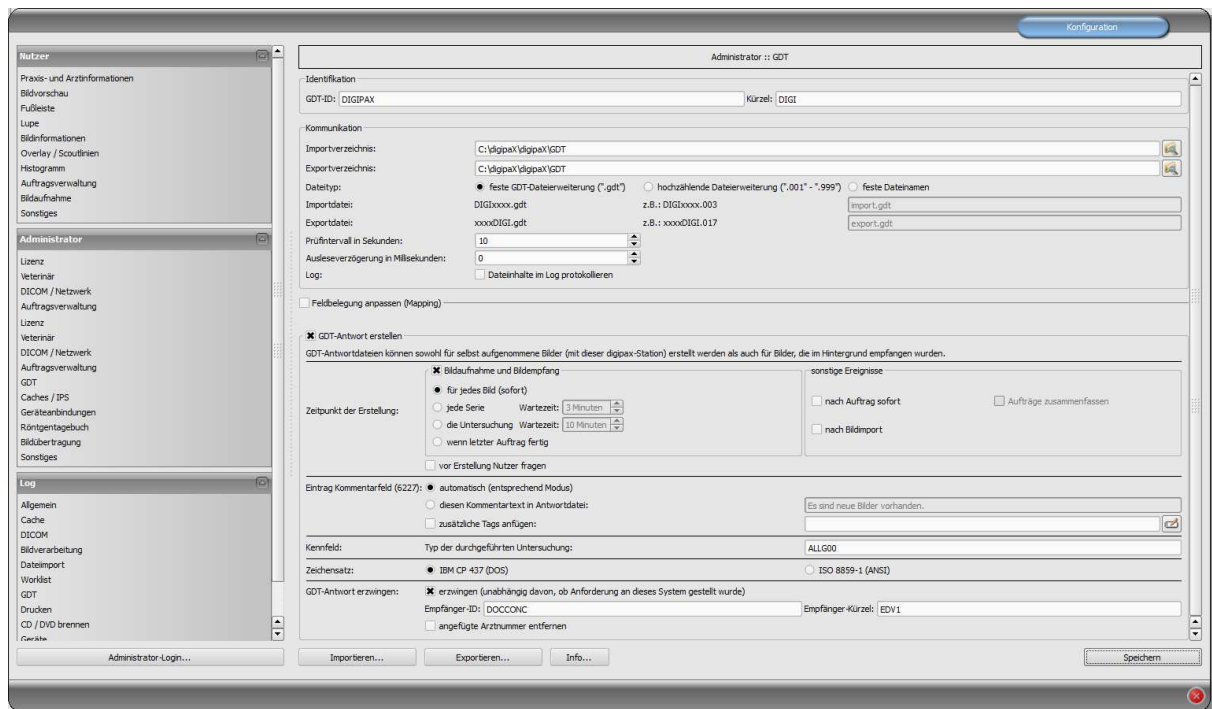 Konfiguration
Nutzer
Praxis- und Arztinformationen
Bildvorschau
Fußleiste
Lupe
Bildinformationen
Overlay / Scoutlinien
Histogramm
Auftragsverwaltung
Bildaufnahme
Sonstiges
Administrator
Lizenz
Veterinär
DICOM / Netzwerk
Auftragsverwaltung
Lizenz
Veterinär
DICOM / Netzwerk
Auftragsverwaltung
GDT
Caches / IPS
Geräteanbindungen
Röntgentagebuch
Bildübertragung
Sonstiges
Log
Allgemein
Cache
DICOM
Bildverarbeitung
Dateiimport
Worklist
GDT
Drucken
CD / DVD brennen
Geräte
Administrator-Login...
Administrator :: GDT
Identifikation
GDT-ID: DIGIPAX Kürzel: DIGI
Kommunikation
Importverzeichnis: C:\digipaX\digipaX\GDT
Exportverzeichnis: C:\digipaX\digipaX\GDT
Dateityp: feste GDT-Dateierweiterung (".gdt") hochzählende Dateierweiterung (".001" - ".999") feste Dateinamen
Importdatei: DIGIxxxx.gdt z.B.: DIGIxxxx.003 import.gdt
Exportdatei: xxxxDIGI.gdt z.B.: xxxxDIGI.017 export.gdt
Prüfintervall in Sekunden: 10
Ausleseverzögerung in Millisekunden: 0
Log: Dateiinhalte im Log protokollieren
Feldbelegung anpassen (Mapping)
GDT-Antwort erstellen
GDT-Antwortdateien können sowohl für selbst aufgenommene Bilder (mit dieser digipax-Station) erstellt werden als auch für Bilder, die im Hintergrund empfangen wurden.
Bildaufnahme und Bildempfang sonstige Ereignisse
für jedes Bild (sofort)
nach Auftrag sofort Aufträge zusammenfassen
Zeitpunkt der Erstellung: jede Serie Wartezeit: 3 Minuten
die Untersuchung Wartezeit: 10 Minuten
nach Bildimport
wenn letzter Auftrag fertig
vor Erstellung Nutzer fragen
Eintrag Kommentarfeld (6227): automatisch (entsprechend Modus)
diesen Kommentartext in Antwortdatei: Es sind neue Bilder vorhanden.
zusätzliche Tags anfügen:
Kennfeld: Typ der durchgeführten Untersuchung: ALLG00
Zeichensatz: IBM CP 437 (DOS) ISO 8859-1 (ANSI)
GDT-Antwort erzwingen: erzwingen (unabhängig davon, ob Anforderung an dieses System gestellt wurde)
Empfänger-ID: DOCCONC Empfänger-Kürzel: EDV1
angefügte Arztnummer entfernen
Importieren... Exportieren... Info... Speichern